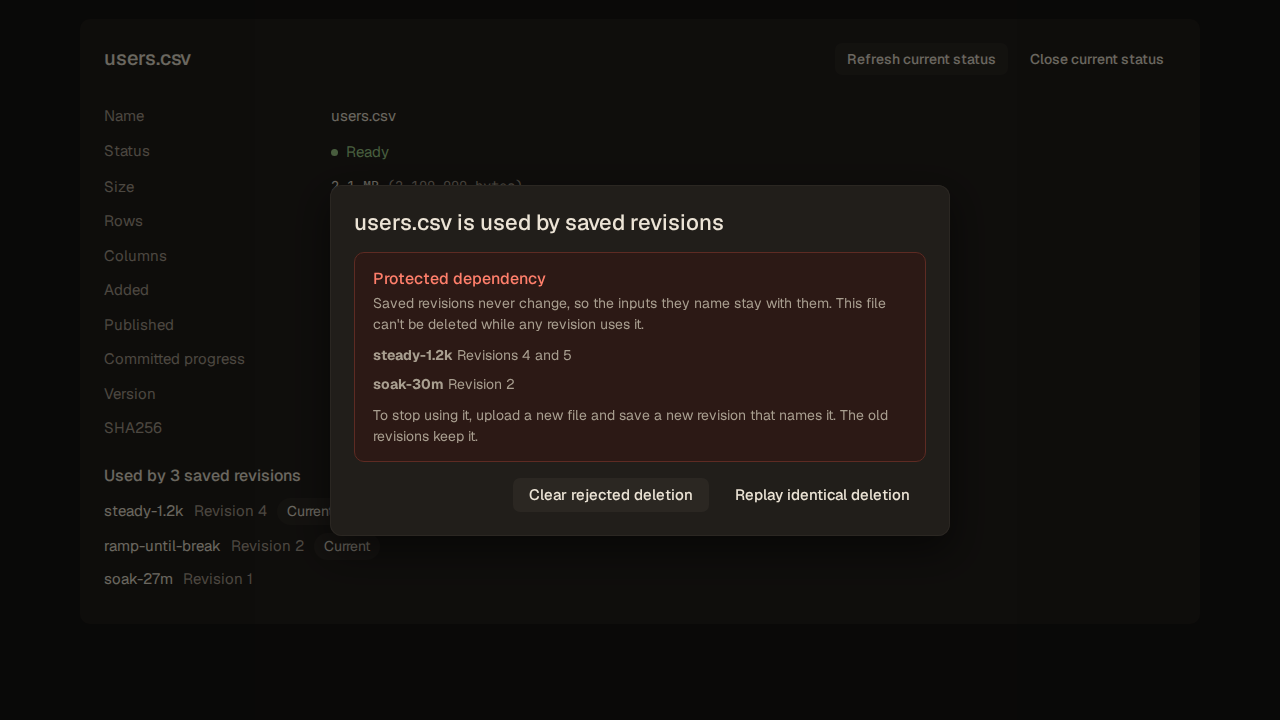 users.csv
Refresh current status
Close current status
Name
users.csv
Status
Ready
Size
Rows
Columns
Added
Published
Committed progress
Version
SHA256
users.csv is used by saved revisions
Protected dependency
Saved revisions never change, so the inputs they name stay with them. This file
can't be deleted while any revision uses it.
steady-1.2k Revisions 4 and 5
soak-30m Revision 2
To stop using it, upload a new file and save a new revision that names it. The old
revisions keep it.
Clear rejected deletion
Replay identical deletion
Used by 3 saved revisions
steady-1.2k Revision 4
ramp-until-break Revision 2 Current
soak-27m Revision 1